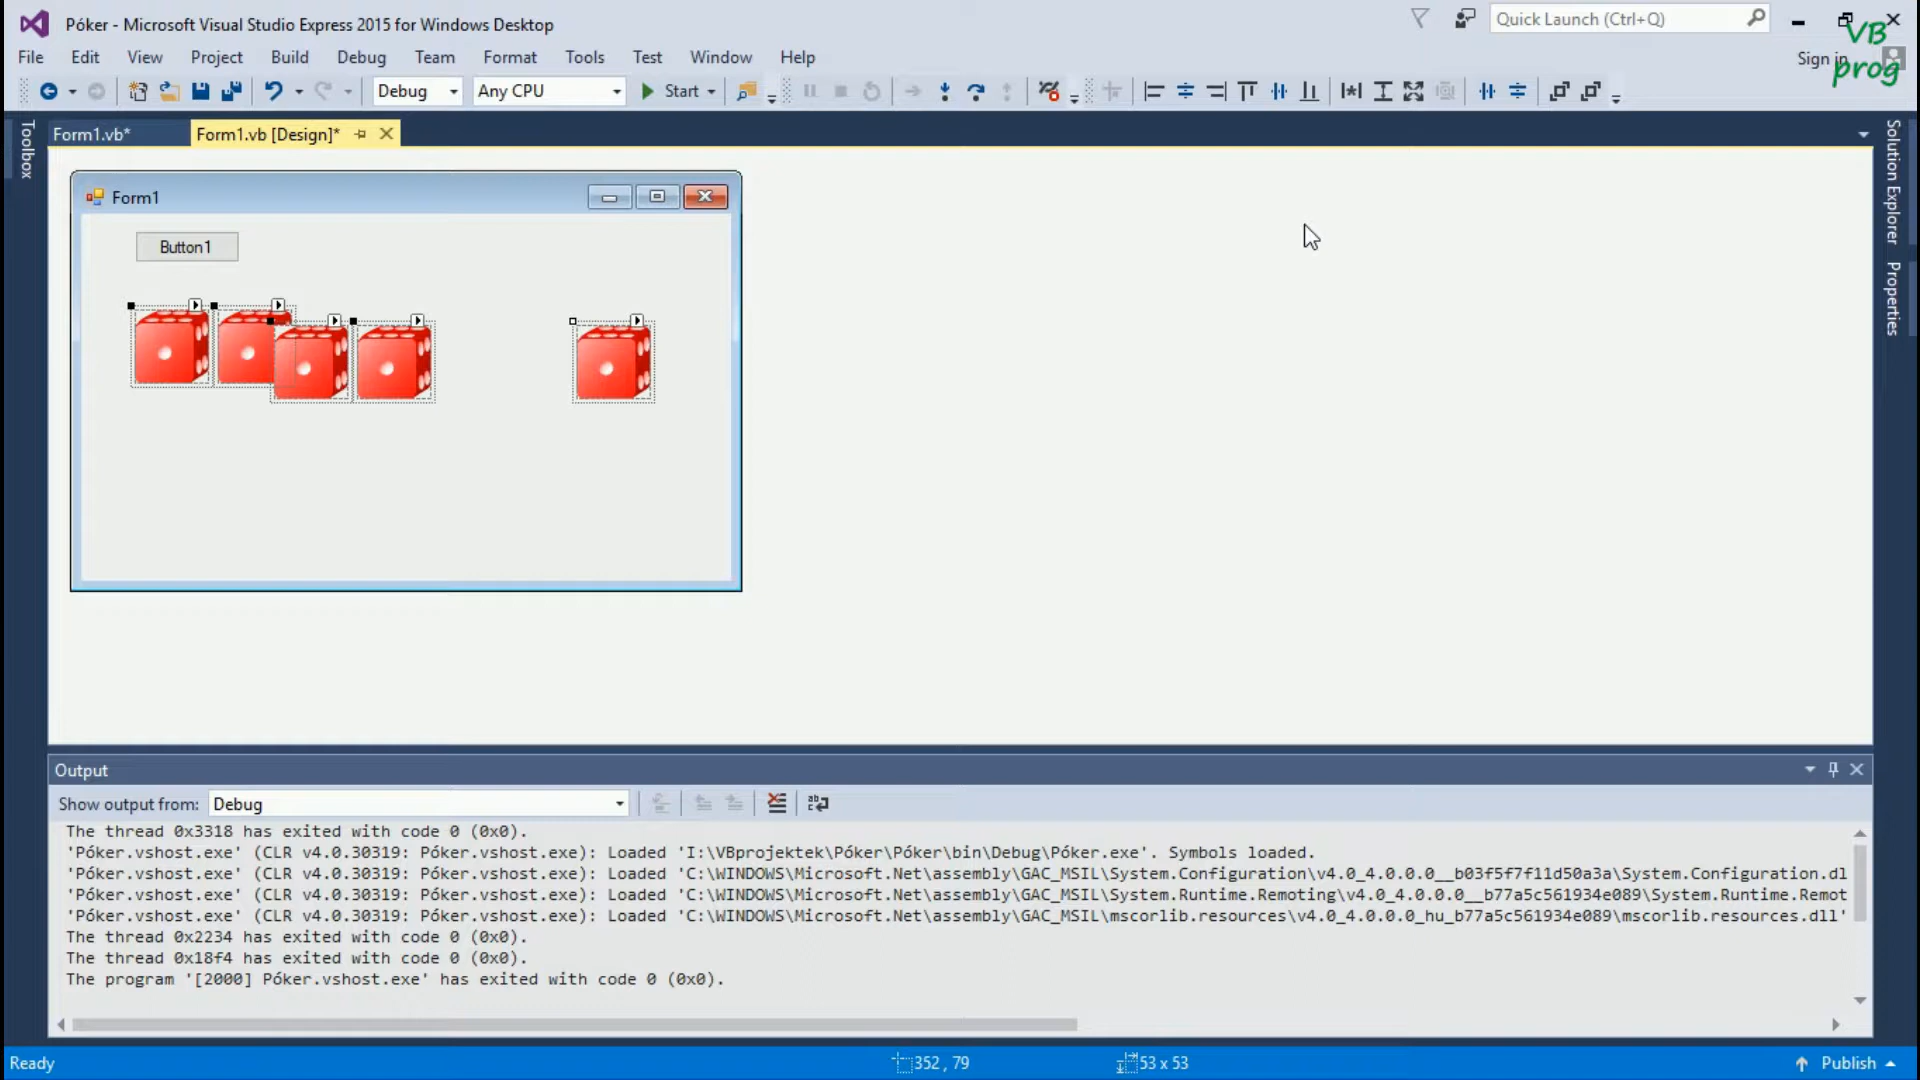 Póker - Microsoft Visual Studio Express 2015 for Windows Desktop
Quick Launch (Ctrl+Q)
VB
prog
File Edit View Project Build Debug Team Format Tools Test Window Help
Sign in
Debug Any CPU Start
Toolbox
Form1.vb* Form1.vb [Design]*
Solution Explorer
Properties
Form1
Button1
Output
Show output from: Debug
The thread 0x3318 has exited with code 0 (0x0).
'Póker.vshost.exe' (CLR v4.0.30319: Póker.vshost.exe): Loaded 'I:\VBprojektek\Póker\Póker\bin\Debug\Póker.exe'. Symbols loaded.
'Póker.vshost.exe' (CLR v4.0.30319: Póker.vshost.exe): Loaded 'C:\WINDOWS\Microsoft.Net\assembly\GAC_MSIL\System.Configuration\v4.0_4.0.0.0__b03f5f7f11d50a3a\System.Configuration.dl
'Póker.vshost.exe' (CLR v4.0.30319: Póker.vshost.exe): Loaded 'C:\WINDOWS\Microsoft.Net\assembly\GAC_MSIL\System.Runtime.Remoting\v4.0_4.0.0.0__b77a5c561934e089\System.Runtime.Remot
'Póker.vshost.exe' (CLR v4.0.30319: Póker.vshost.exe): Loaded 'C:\WINDOWS\Microsoft.Net\assembly\GAC_MSIL\mscorlib.resources\v4.0_4.0.0.0_hu_b77a5c561934e089\mscorlib.resources.dll'
The thread 0x2234 has exited with code 0 (0x0).
The thread 0x18f4 has exited with code 0 (0x0).
The program '[2000] Póker.vshost.exe' has exited with code 0 (0x0).
Ready 352 , 79 53 x 53 Publish